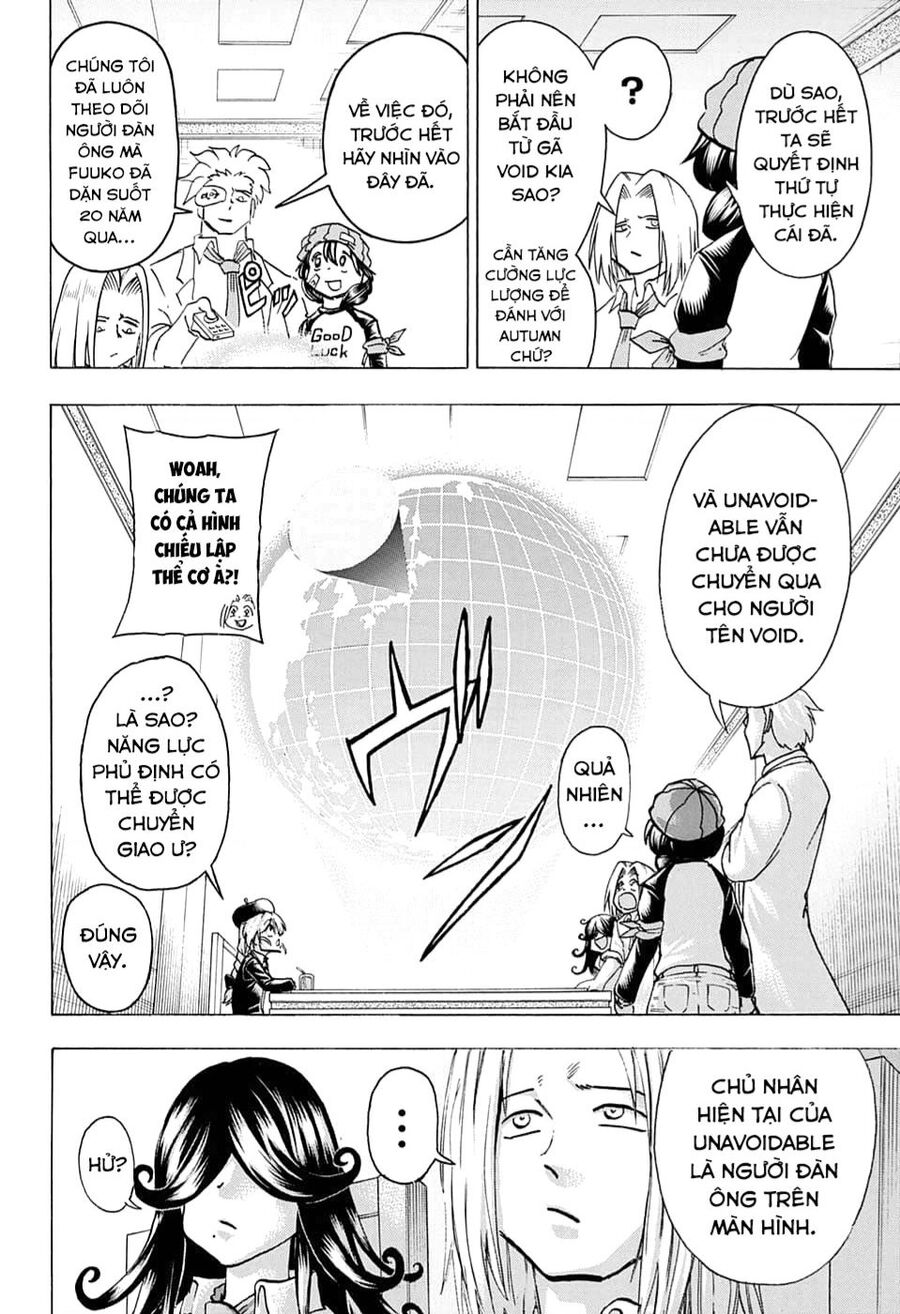 DÙ SAO,
TRƯỚC HẾT
TA SẼ
QUYẾT ĐỊNH
THỨ TỰ
THỰC HIỆN
CÁI ĐÃ.
?
KHÔNG
PHẢI NÊN
BẮT ĐẦU
TỪ GÃ
VOID KIA
SAO?
CẦN TĂNG
CƯỜNG LỰC
LƯỢNG ĐỂ
ĐÁNH VỚI
AUTUMN
CHỨ?
VỀ VIỆC ĐÓ,
TRƯỚC HẾT
HÃY NHÌN VÀO
ĐÂY ĐÃ.
CHÚNG TÔI
ĐÃ LUÔN
THEO DÕI
NGƯỜI ĐÀN
ÔNG MÀ
FUUKO ĐÃ
DẶN SUỐT
20 NĂM
QUA...
GOOD
Luck
VÀ UNAVOID-
ABLE VẪN
CHƯA ĐƯỢC
CHUYỂN QUA
CHO NGƯỜI
TÊN VOID.
WOAH,
CHÚNG TA
CÓ CẢ HÌNH
CHIẾU LẬP
THỂ CƠ Ằ?!
ヴン
QUẢ
NHIÊN
...
...?
LÀ SAO?
NĂNG LỰC
PHỦ ĐỊNH CÓ
THỂ ĐƯỢC
CHUYỂN
GIAO Ư?
ĐÚNG
VẬY.
CHỦ NHÂN
HIỆN TẠI CỦA
UNAVOIDABLE
LÀ NGƯỜI ĐÀN
ÔNG TRÊN
MÀN HÌNH.
...
HỬ?